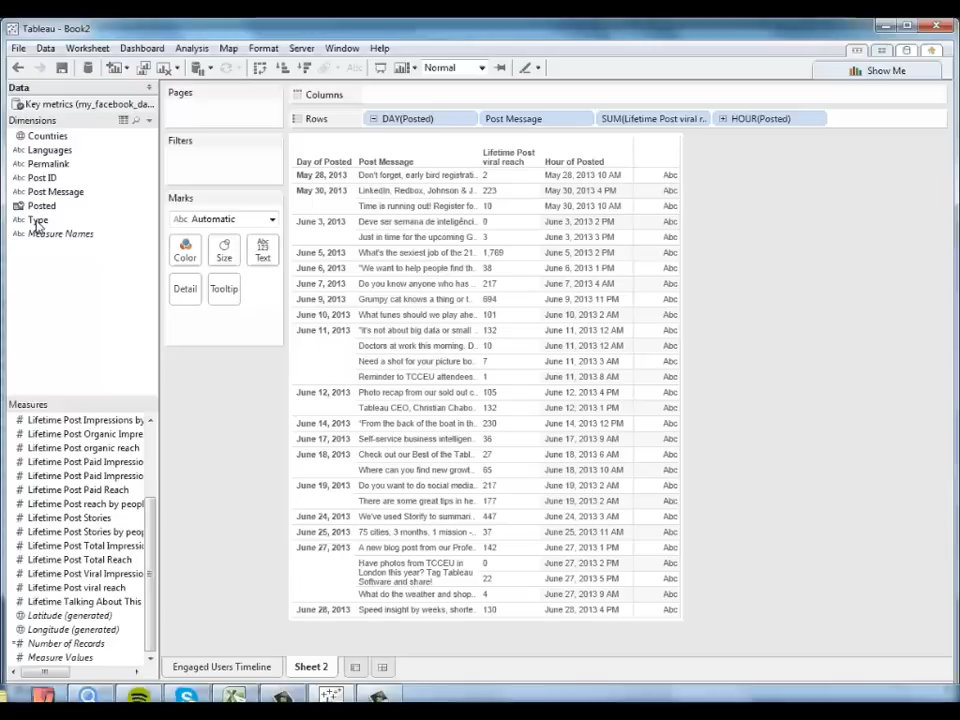 Tableau - Book2
File Data Worksheet Dashboard Analysis Map Format Server Window Help
Abc Normal Show Me
Data
Key metrics (my_facebook_da...
Dimensions
Countries
Abc Languages
Abc Permalink
Abc Post ID
Abc Post Message
Posted
Abc Type
Abc Measure Names
Measures
# Lifetime Post Impressions by
# Lifetime Post Organic Impre
# Lifetime Post organic reach
# Lifetime Post Paid Impressio
# Lifetime Post Paid Impressio
# Lifetime Post Paid Reach
# Lifetime Post reach by peopl
# Lifetime Post Stories
# Lifetime Post Stories by peop
# Lifetime Post Total Impressi
# Lifetime Post Total Reach
# Lifetime Post Viral Impressio
# Lifetime Post viral reach
# Lifetime Talking About This
Latitude (generated)
Longitude (generated)
=# Number of Records
# Measure Values
Pages
Filters
Marks
Abc Automatic
Color Size Abc 123 Text
Detail Tooltip
Columns
Rows DAY(Posted) Post Message SUM(Lifetime Post viral r.. HOUR(Posted)
Day of Posted Post Message Lifetime Post viral reach Hour of Posted
May 28, 2013 Don't forget, early bird registrati.. 2 May 28, 2013 10 AM Abc
May 30, 2013 LinkedIn, Redbox, Johnson & J.. 223 May 30, 2013 4 PM Abc
Time is running out! Register fo.. 10 May 30, 2013 10 AM Abc
June 3, 2013 Deve ser semana de inteligênci.. 0 June 3, 2013 2 PM Abc
Just in time for the upcoming G.. 3 June 3, 2013 3 PM Abc
June 5, 2013 What's the sexiest job of the 21.. 1,769 June 5, 2013 2 PM Abc
June 6, 2013 "We want to help people find th.. 38 June 6, 2013 1 PM Abc
June 7, 2013 Do you know anyone who has .. 217 June 7, 2013 4 AM Abc
June 9, 2013 Grumpy cat knows a thing or t.. 694 June 9, 2013 11 PM Abc
June 10, 2013 What tunes should we play ahe.. 101 June 10, 2013 2 AM Abc
June 11, 2013 "It's not about big data or small .. 132 June 11, 2013 12 AM Abc
Doctors at work this morning. D.. 10 June 11, 2013 12 AM Abc
Need a shot for your picture bo.. 7 June 11, 2013 3 AM Abc
Reminder to TCCEU attendees.. 1 June 11, 2013 8 AM Abc
June 12, 2013 Photo recap from our sold out c.. 105 June 12, 2013 4 PM Abc
Tableau CEO, Christian Chabo.. 132 June 12, 2013 1 PM Abc
June 14, 2013 "From the back of the boat in th.. 230 June 14, 2013 12 PM Abc
June 17, 2013 Self-service business intelligen.. 36 June 17, 2013 9 AM Abc
June 18, 2013 Check out our Best of the Tabl.. 27 June 18, 2013 6 AM Abc
Where can you find new growt.. 65 June 18, 2013 10 AM Abc
June 19, 2013 Do you want to do social media.. 217 June 19, 2013 2 AM Abc
There are some great tips in he.. 177 June 19, 2013 2 AM Abc
June 24, 2013 We've used Storify to summari.. 447 June 24, 2013 3 AM Abc
June 25, 2013 75 cities, 3 months, 1 mission -.. 37 June 25, 2013 11 AM Abc
June 27, 2013 A new blog post from our Profe.. 142 June 27, 2013 1 PM Abc
Have photos from TCCEU in 0 June 27, 2013 2 PM Abc
London this year? Tag Tableau
Software and share! 22 June 27, 2013 5 PM Abc
What do the weather and shop.. 4 June 27, 2013 9 AM Abc
June 28, 2013 Speed insight by weeks, shorte.. 130 June 28, 2013 4 PM Abc
Engaged Users Timeline Sheet 2